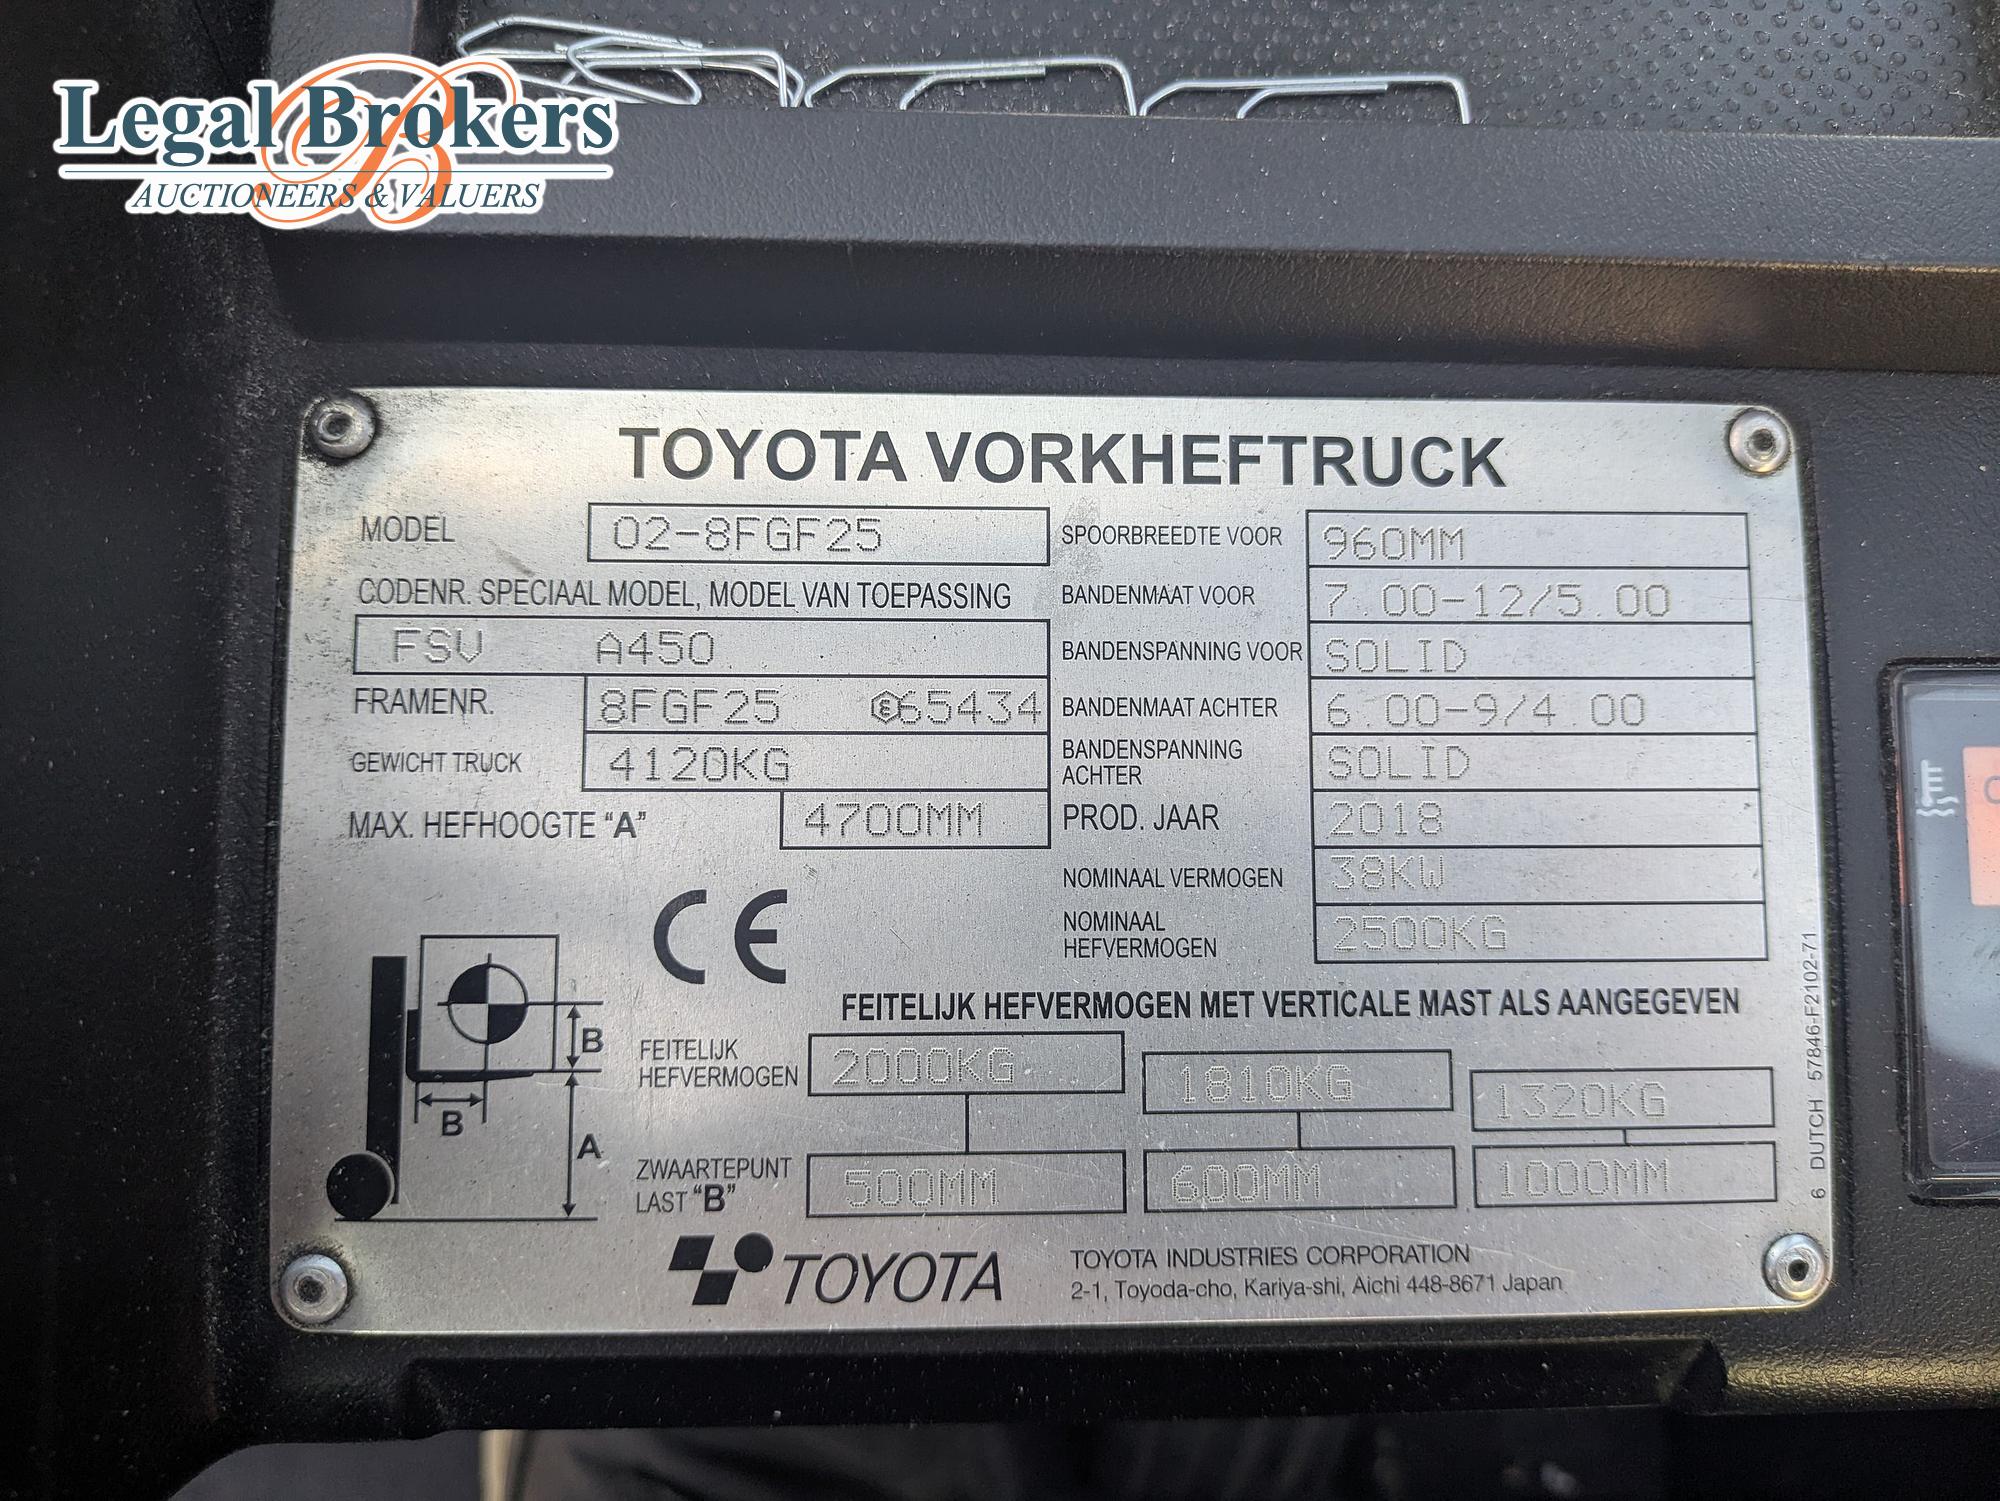 Legal Brokers
AUCTIONEERS & VALUERS
TOYOTA VORKHEFTRUCK
MODEL 02-8FGF25
CODENR. SPECIAAL MODEL, MODEL VAN TOEPASSING
FSV A450
FRAMENR. 8FGF25 E65434
GEWICHT TRUCK 4120KG
MAX. HEFHOOGTE "A" 4700MM
SPOORBREEDTE VOOR 960MM
BANDENMAAT VOOR 7.00-12/5.00
BANDENSPANNING VOOR SOLID
BANDENMAAT ACHTER 6.00-9/4.00
BANDENSPANNING
ACHTER SOLID
PROD. JAAR 2018
NOMINAAL VERMOGEN 38KW
NOMINAAL
HEFVERMOGEN 2500KG
CE
B
B
A
FEITELIJK HEFVERMOGEN MET VERTICALE MAST ALS AANGEGEVEN
FEITELIJK
HEFVERMOGEN 2000KG 1810KG 1320KG
ZWAARTEPUNT
LAST "B" 500MM 600MM 1000MM
TOYOTA
TOYOTA INDUSTRIES CORPORATION
2-1, Toyoda-cho, Kariya-shi, Aichi 448-8671 Japan
6 DUTCH 57846-F2102-71